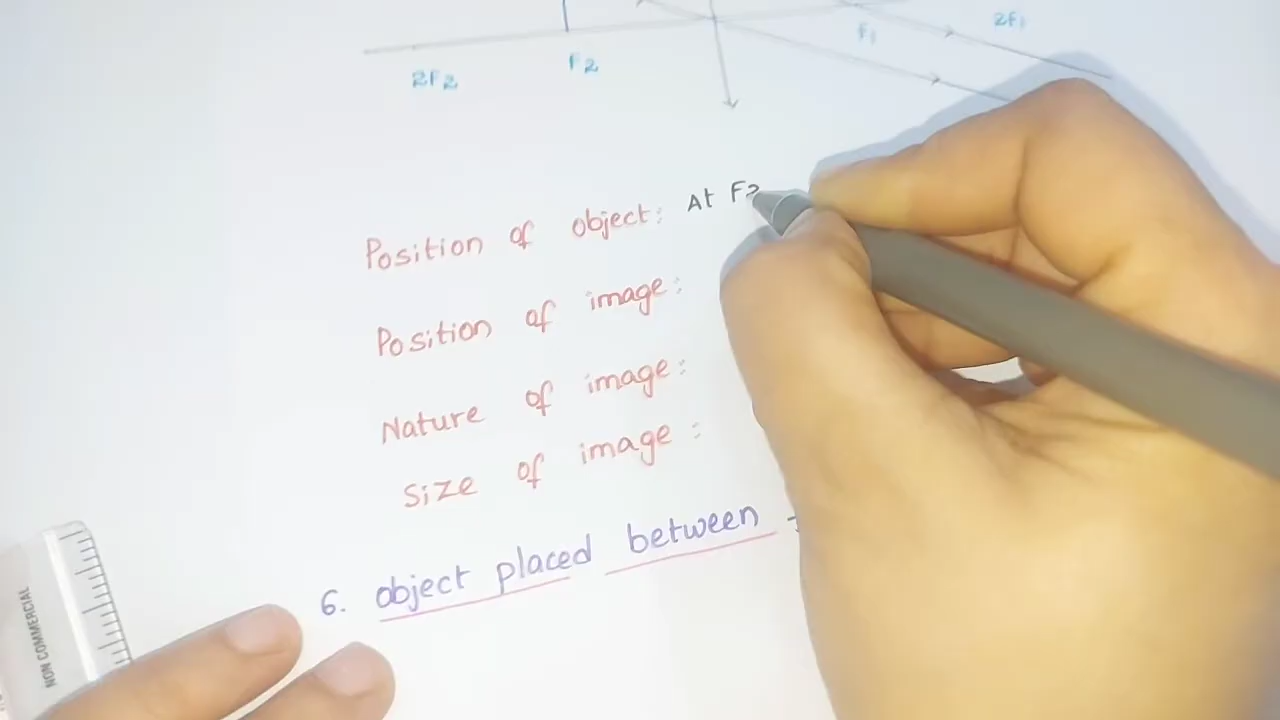 2F1
F1
2F2 F2
Position of object: At F2
Position of image:
Nature of image:
Size of image:
6. object placed between
NON COMMERCIAL